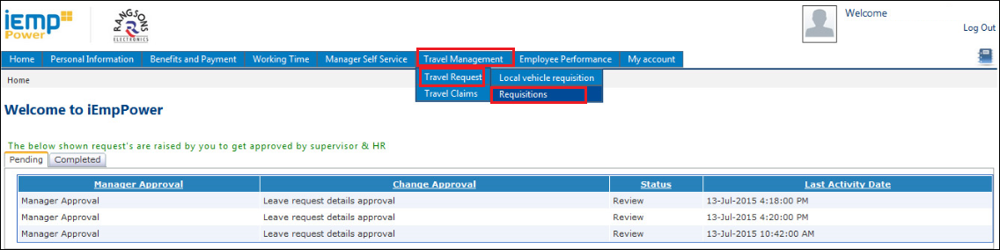 iEmp
Power
RANGSONS
ELECTRONICS
Welcome
Log Out
Home Personal Information Benefits and Payment Working Time Manager Self Service Travel Management Employee Performance My account
Home
Travel Request Local vehicle requisition
Travel Claims Requisitions
Welcome to iEmpPower
The below shown request's are raised by you to get approved by supervisor & HR
Pending Completed
Manager Approval Change Approval Status Last Activity Date
Manager Approval Leave request details approval Review 13-Jul-2015 4:18:00 PM
Manager Approval Leave request details approval Review 13-Jul-2015 4:20:00 PM
Manager Approval Leave request details approval Review 13-Jul-2015 10:42:00 AM